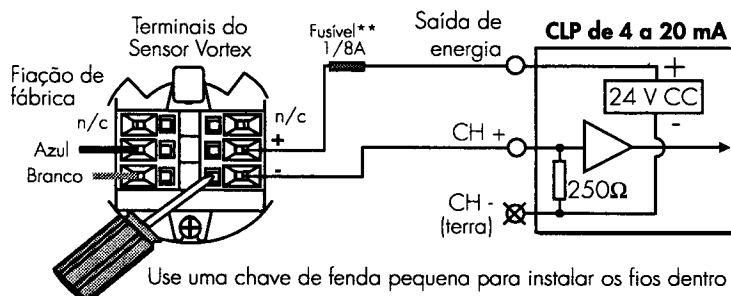 Terminais do
Sensor Vortex
Fusível**
1/8A
Saída de
energia
CLP de 4 a 20 mA
Fiação de
fábrica
n/c
n/c
+
-
Azul
Branco
CH +
CH -
(terra)
+
24 V CC
-
250Ω
Use uma chave de fenda pequena para instalar os fios dentro